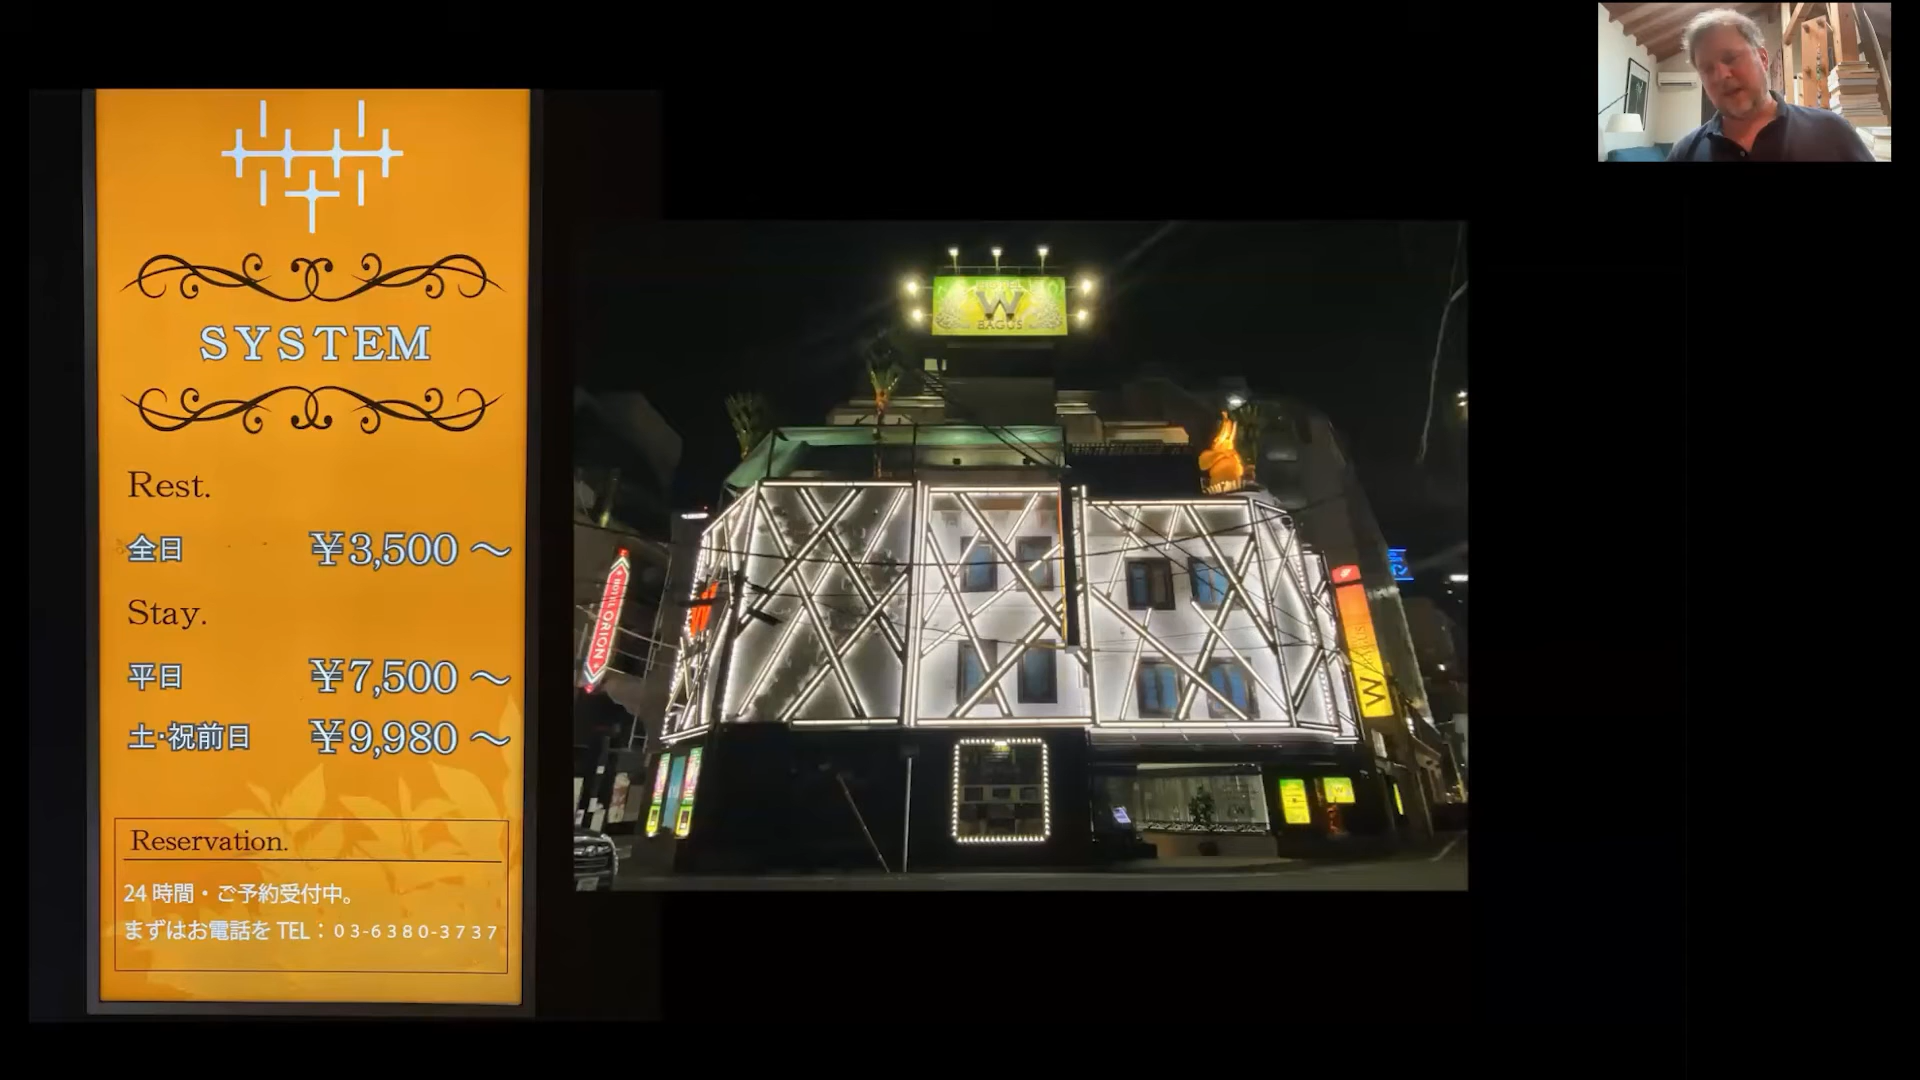 SYSTEM
Rest.
全日 ¥3,500 ～
Stay.
平日 ¥7,500 ～
土・祝前日 ¥9,980 ～
Reservation.
24 時間・ご予約受付中。
まずはお電話を TEL：03-6380-3737
HOTEL
W
BAGUS
HOTEL ORION
W
W
W